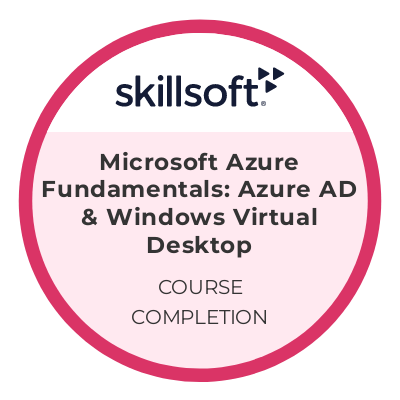 skillsoft®
Microsoft Azure
Fundamentals: Azure AD
& Windows Virtual
Desktop
COURSE
COMPLETION